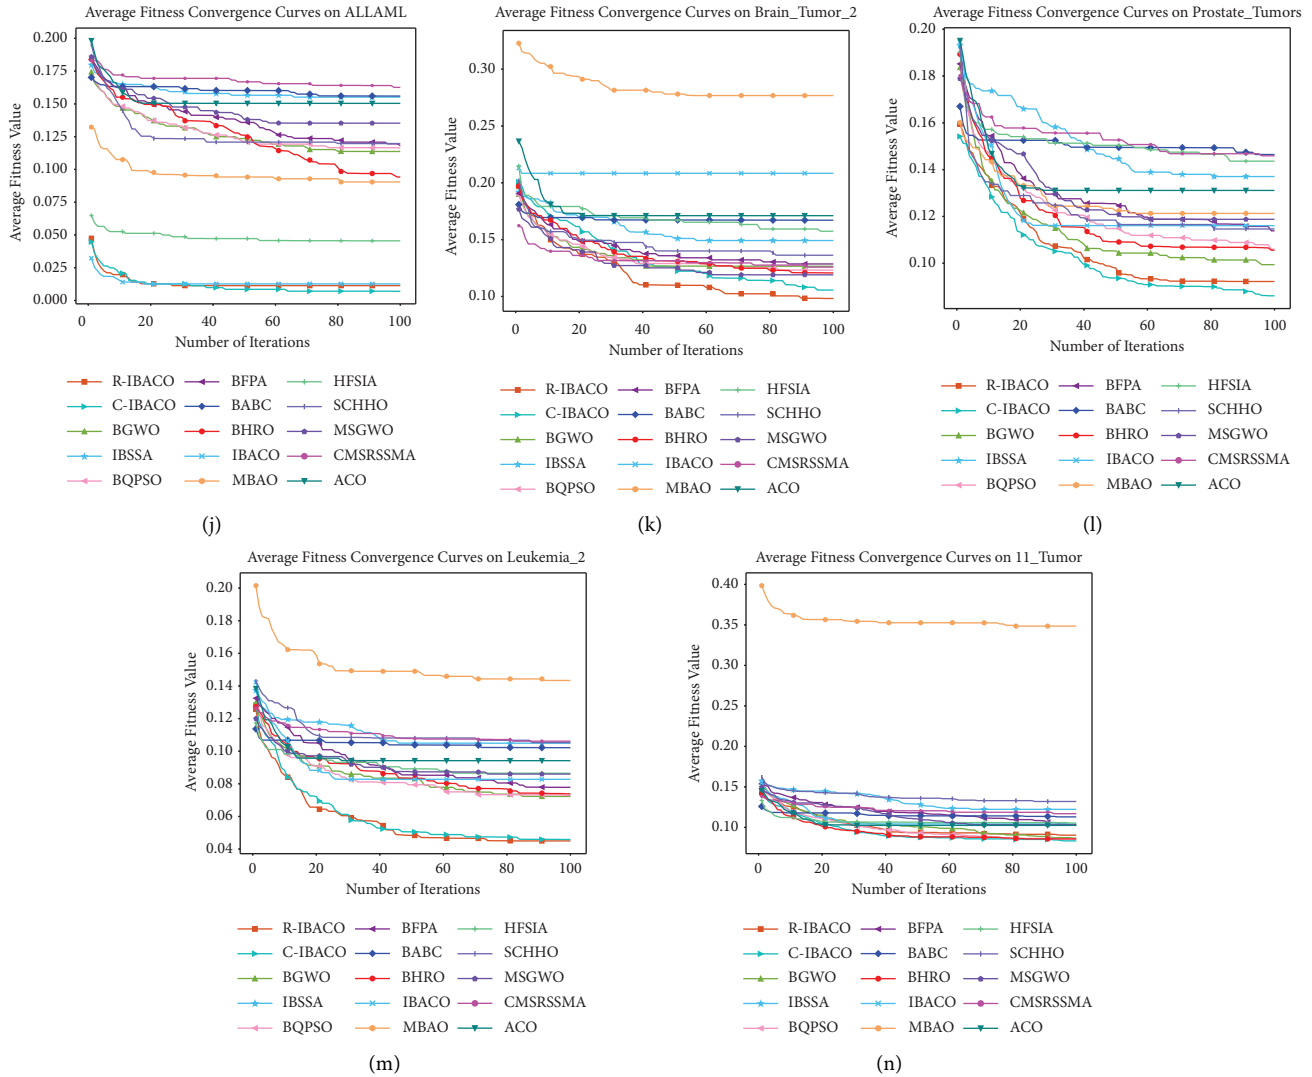 Average Fitness Convergence Curves on ALLAML
0.200
0.175
0.150
0.125
0.100
0.075
0.050
0.025
0.000
Average Fitness Value
0 20 40 60 80 100
Number of Iterations
R-IBACO BFPA HFSIA
C-IBACO BABC SCHHO
BGWO BHRO MSGWO
IBSSA IBACO CMSRSSMA
BQPSO MBAO ACO
(j)
Average Fitness Convergence Curves on Brain_Tumor_2
0.30
0.25
0.20
0.15
0.10
Average Fitness Value
0 20 40 60 80 100
Number of Iterations
R-IBACO BFPA HFSIA
C-IBACO BABC SCHHO
BGWO BHRO MSGWO
IBSSA IBACO CMSRSSMA
BQPSO MBAO ACO
(k)
Average Fitness Convergence Curves on Prostate_Tumors
0.20
0.18
0.16
0.14
0.12
0.10
Average Fitness Value
0 20 40 60 80 100
Number of Iterations
R-IBACO BFPA HFSIA
C-IBACO BABC SCHHO
BGWO BHRO MSGWO
IBSSA IBACO CMSRSSMA
BQPSO MBAO ACO
(l)
Average Fitness Convergence Curves on Leukemia_2
0.20
0.18
0.16
0.14
0.12
0.10
0.08
0.06
0.04
Average Fitness Value
0 20 40 60 80 100
Number of Iterations
R-IBACO BFPA HFSIA
C-IBACO BABC SCHHO
BGWO BHRO MSGWO
IBSSA IBACO CMSRSSMA
BQPSO MBAO ACO
(m)
Average Fitness Convergence Curves on 11_Tumor
0.40
0.35
0.30
0.25
0.20
0.15
0.10
Average Fitness Value
0 20 40 60 80 100
Number of Iterations
R-IBACO BFPA HFSIA
C-IBACO BABC SCHHO
BGWO BHRO MSGWO
IBSSA IBACO CMSRSSMA
BQPSO MBAO ACO
(n)